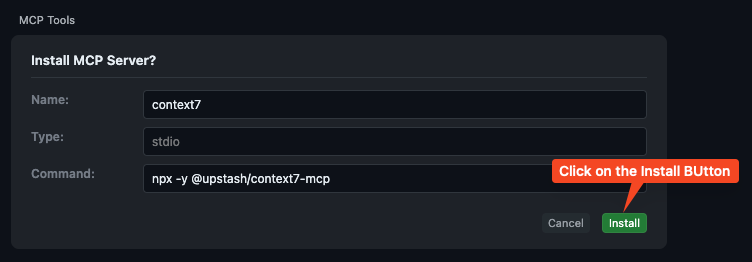 MCP Tools
Install MCP Server?
Name:
context7
Type:
stdio
Command:
npx -y @upstash/context7-mcp
Click on the Install BUtton
Cancel
Install